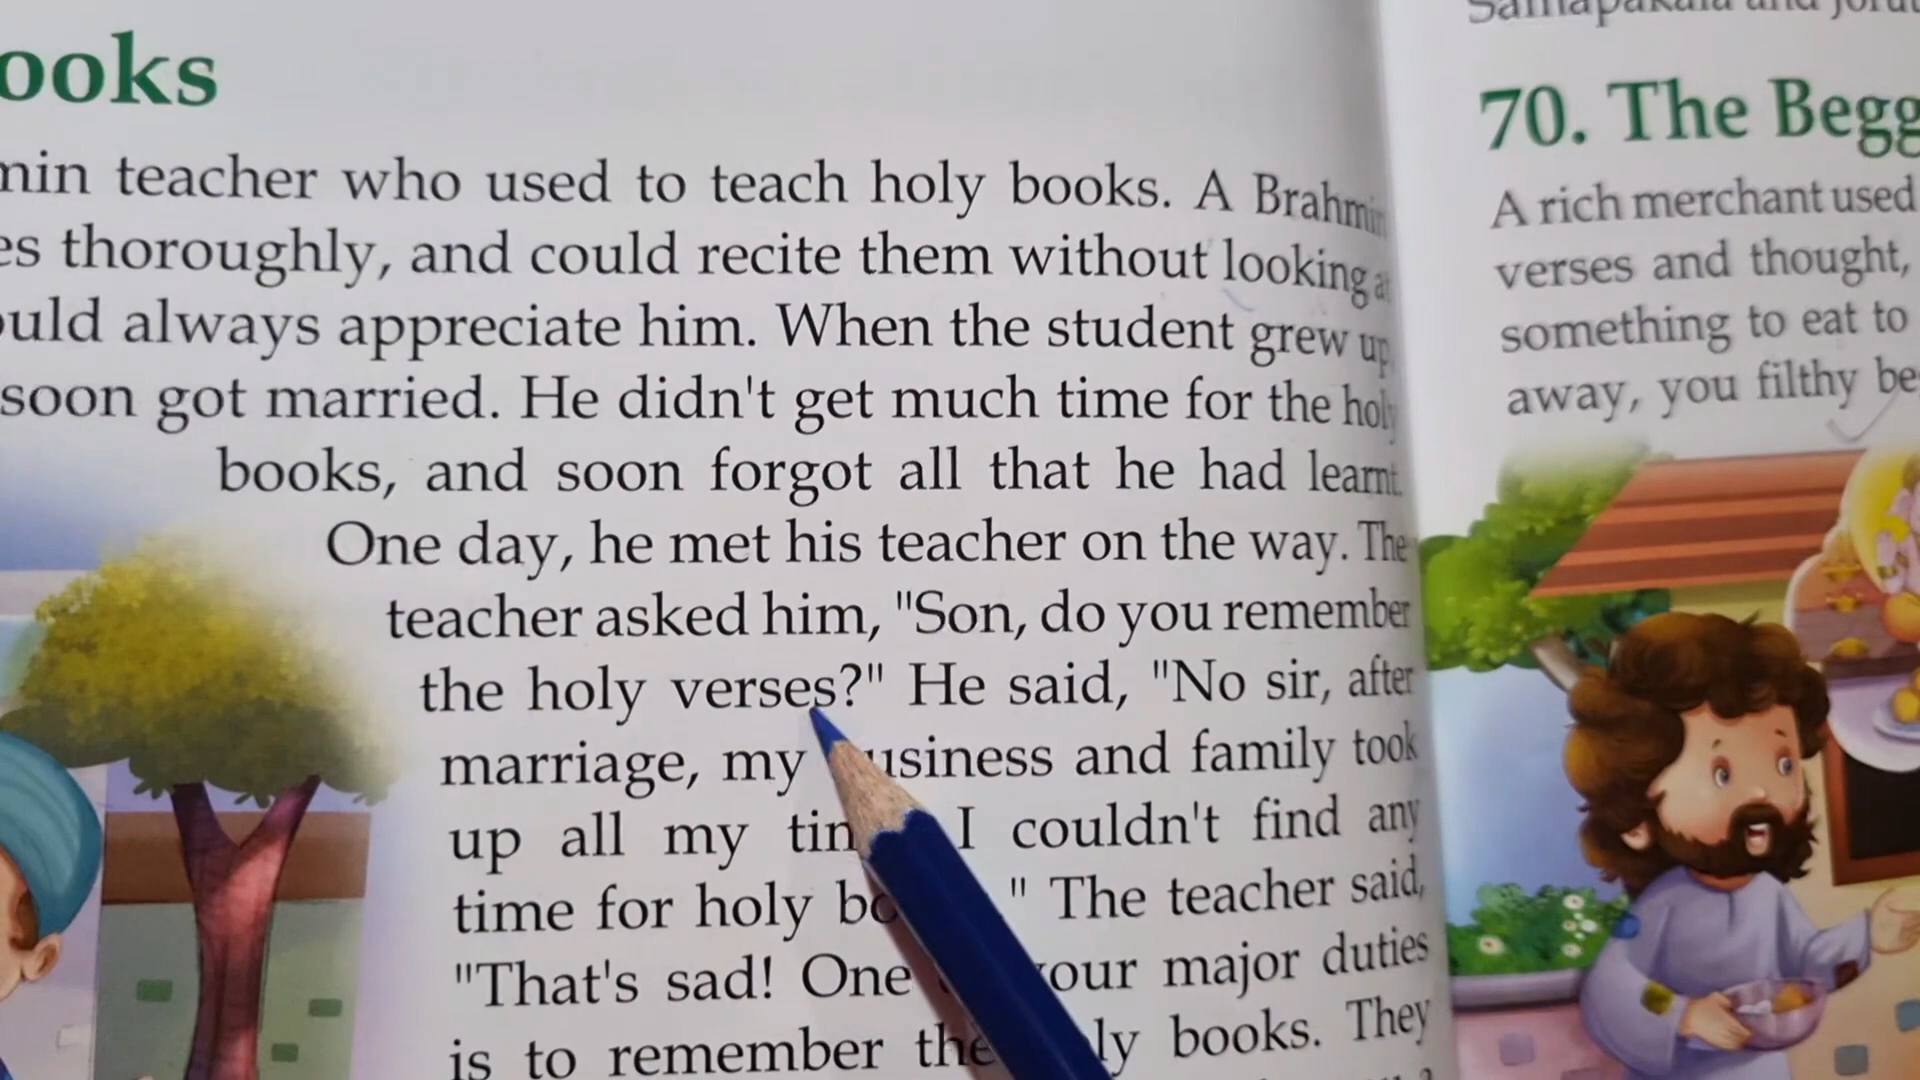 ooks
min teacher who used to teach holy books. A Brahmin
es thoroughly, and could recite them without looking at
ould always appreciate him. When the student grew up,
soon got married. He didn't get much time for the holy
books, and soon forgot all that he had learnt.
One day, he met his teacher on the way. The
teacher asked him, "Son, do you remember
the holy verses?" He said, "No sir, after
marriage, my usiness and family took
up all my tim I couldn't find any
time for holy bo " The teacher said,
"That's sad! One your major duties
is to remember the ly books. They
70. The Begg
A rich merchant used
verses and thought,
something to eat to
away, you filthy be